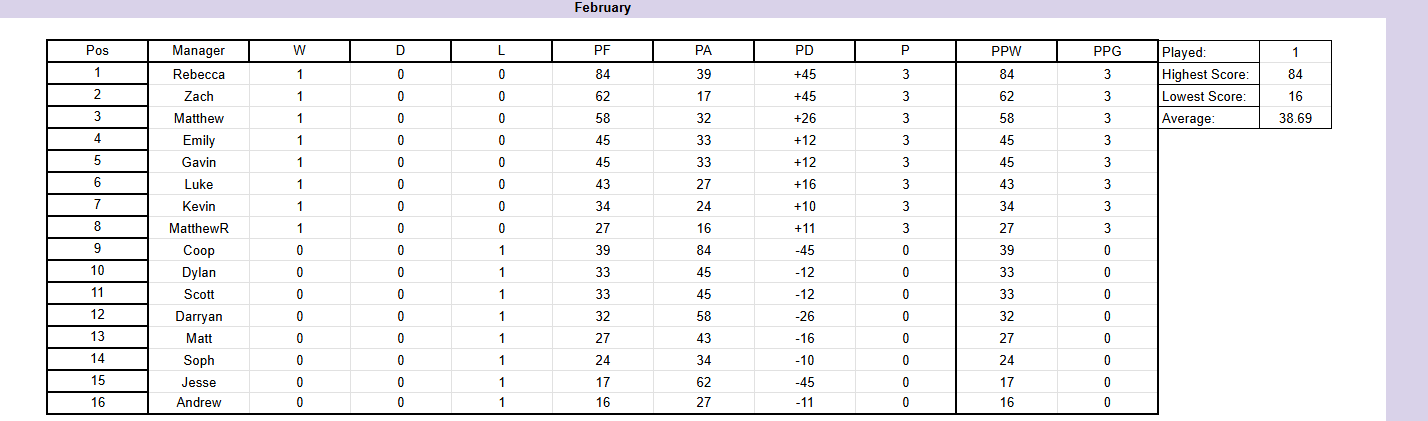 February
Pos Manager W D L PF PA PD P PPW PPG Played: 1
1 Rebecca 1 0 0 84 39 +45 3 84 3 Highest Score: 84
2 Zach 1 0 0 62 17 +45 3 62 3 Lowest Score: 16
3 Matthew 1 0 0 58 32 +26 3 58 3 Average: 38.69
4 Emily 1 0 0 45 33 +12 3 45 3
5 Gavin 1 0 0 45 33 +12 3 45 3
6 Luke 1 0 0 43 27 +16 3 43 3
7 Kevin 1 0 0 34 24 +10 3 34 3
8 MatthewR 1 0 0 27 16 +11 3 27 3
9 Coop 0 0 1 39 84 -45 0 39 0
10 Dylan 0 0 1 33 45 -12 0 33 0
11 Scott 0 0 1 33 45 -12 0 33 0
12 Darryan 0 0 1 32 58 -26 0 32 0
13 Matt 0 0 1 27 43 -16 0 27 0
14 Soph 0 0 1 24 34 -10 0 24 0
15 Jesse 0 0 1 17 62 -45 0 17 0
16 Andrew 0 0 1 16 27 -11 0 16 0